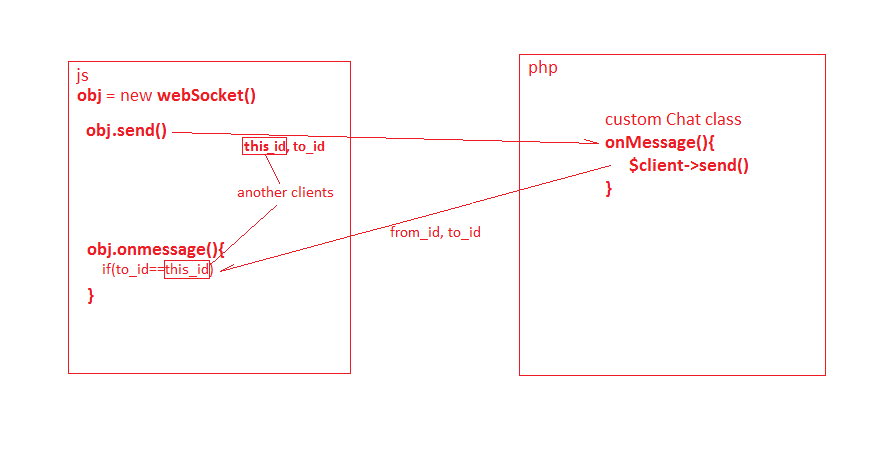 js
obj = new webSocket()
obj.send()
this_id, to_id
another clients
obj.onmessage(){
if(to_id==this_id)
}
from_id, to_id
php
custom Chat class
onMessage(){
$client->send()
}